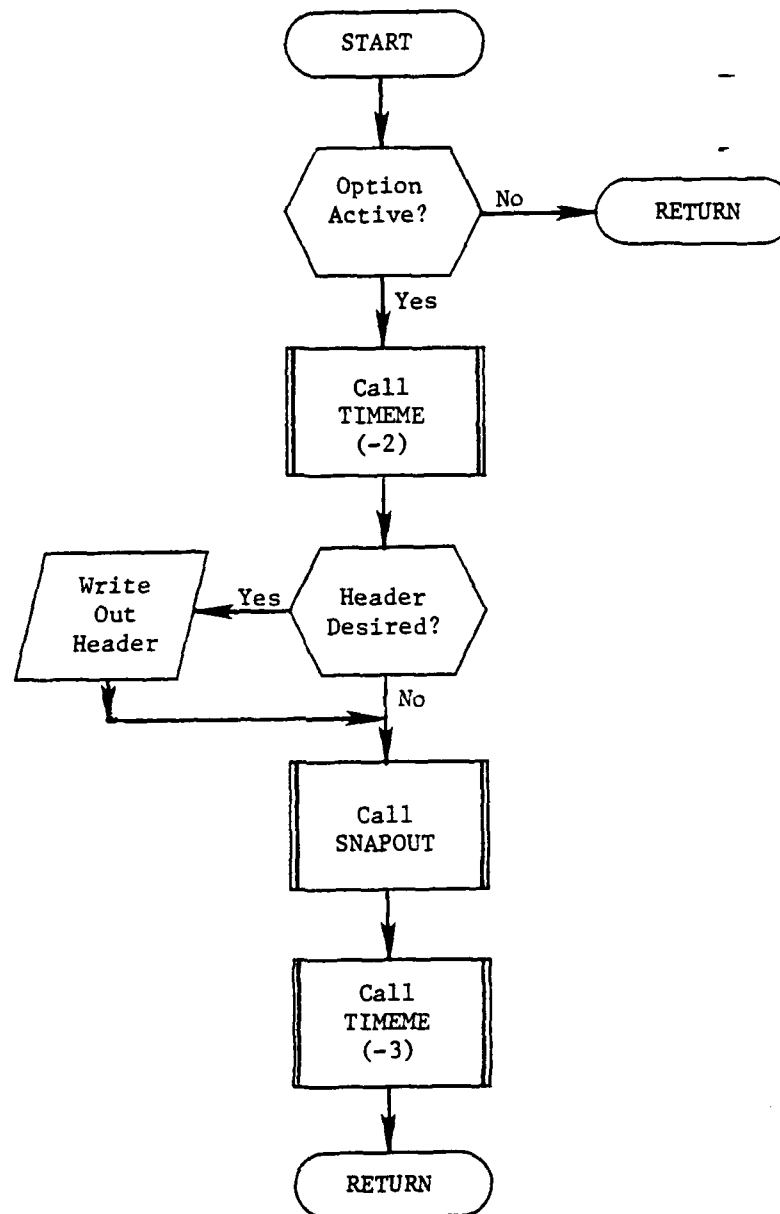 START
Option
Active?
No
RETURN
Yes
Call
TIMEME
(-2)
Write
Out
Header
Yes
Header
Desired?
No
Call
SNAPOUT
Call
TIMEME
(-3)
RETURN